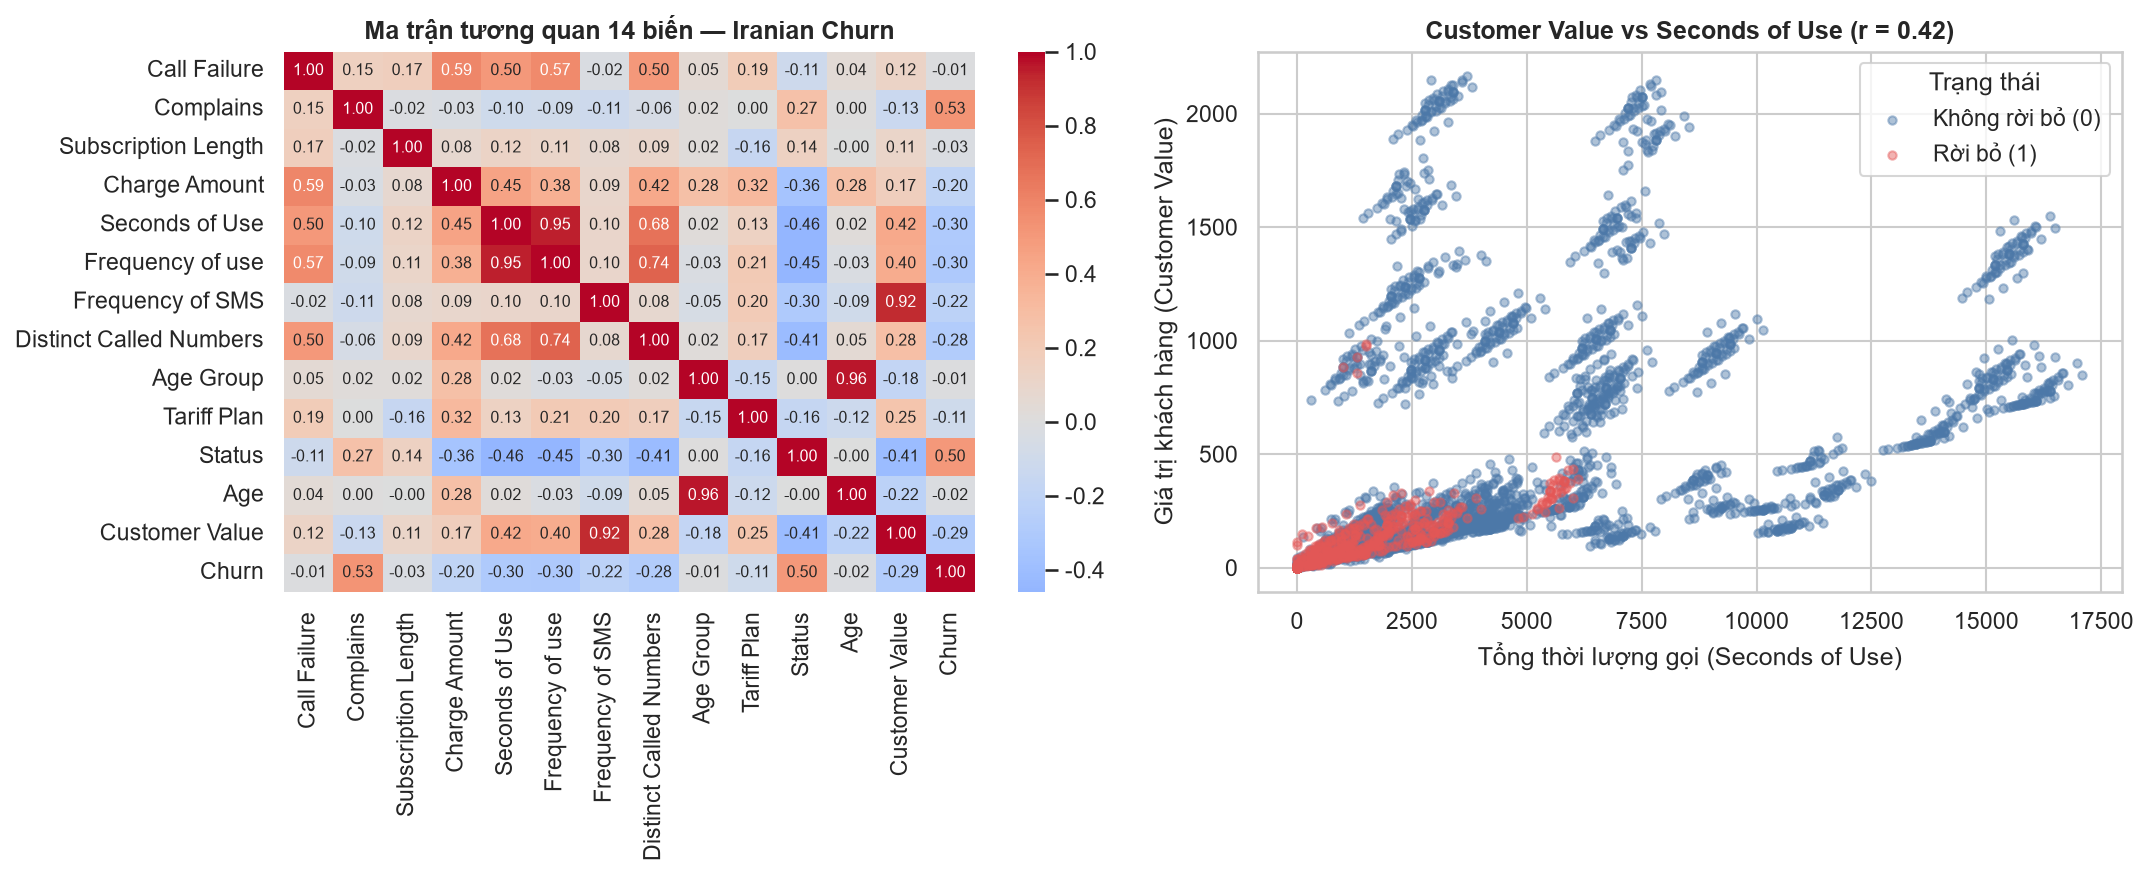 Ma trận tương quan 14 biến — Iranian Churn
Call Failure 1.00 0.15 0.17 0.59 0.50 0.57 -0.02 0.50 0.05 0.19 -0.11 0.04 0.12 -0.01
Complains 0.15 1.00 -0.02 -0.03 -0.10 -0.09 -0.11 -0.06 0.02 0.00 0.27 0.00 -0.13 0.53
Subscription Length 0.17 -0.02 1.00 0.08 0.12 0.11 0.08 0.09 0.02 -0.16 0.14 -0.00 0.11 -0.03
Charge Amount 0.59 -0.03 0.08 1.00 0.45 0.38 0.09 0.42 0.28 0.32 -0.36 0.28 0.17 -0.20
Seconds of Use 0.50 -0.10 0.12 0.45 1.00 0.95 0.10 0.68 0.02 0.13 -0.46 0.02 0.42 -0.30
Frequency of use 0.57 -0.09 0.11 0.38 0.95 1.00 0.10 0.74 -0.03 0.21 -0.45 -0.03 0.40 -0.30
Frequency of SMS -0.02 -0.11 0.08 0.09 0.10 0.10 1.00 0.08 -0.05 0.20 -0.30 -0.09 0.92 -0.22
Distinct Called Numbers 0.50 -0.06 0.09 0.42 0.68 0.74 0.08 1.00 0.02 0.17 -0.41 0.05 0.28 -0.28
Age Group 0.05 0.02 0.02 0.28 0.02 -0.03 -0.05 0.02 1.00 -0.15 0.00 0.96 -0.18 -0.01
Tariff Plan 0.19 0.00 -0.16 0.32 0.13 0.21 0.20 0.17 -0.15 1.00 -0.16 -0.12 0.25 -0.11
Status -0.11 0.27 0.14 -0.36 -0.46 -0.45 -0.30 -0.41 0.00 -0.16 1.00 -0.00 -0.41 0.50
Age 0.04 0.00 -0.00 0.28 0.02 -0.03 -0.09 0.05 0.96 -0.12 -0.00 1.00 -0.22 -0.02
Customer Value 0.12 -0.13 0.11 0.17 0.42 0.40 0.92 0.28 -0.18 0.25 -0.41 -0.22 1.00 -0.29
Churn -0.01 0.53 -0.03 -0.20 -0.30 -0.30 -0.22 -0.28 -0.01 -0.11 0.50 -0.02 -0.29 1.00
Call Failure
Complains
Subscription Length
Charge Amount
Seconds of Use
Frequency of use
Frequency of SMS
Distinct Called Numbers
Age Group
Tariff Plan
Status
Age
Customer Value
Churn
1.0
0.8
0.6
0.4
0.2
0.0
-0.2
-0.4
Customer Value vs Seconds of Use (r = 0.42)
Giá trị khách hàng (Customer Value)
2000
1500
1000
500
0
Trạng thái
Không rời bỏ (0)
Rời bỏ (1)
0 2500 5000 7500 10000 12500 15000 17500
Tổng thời lượng gọi (Seconds of Use)